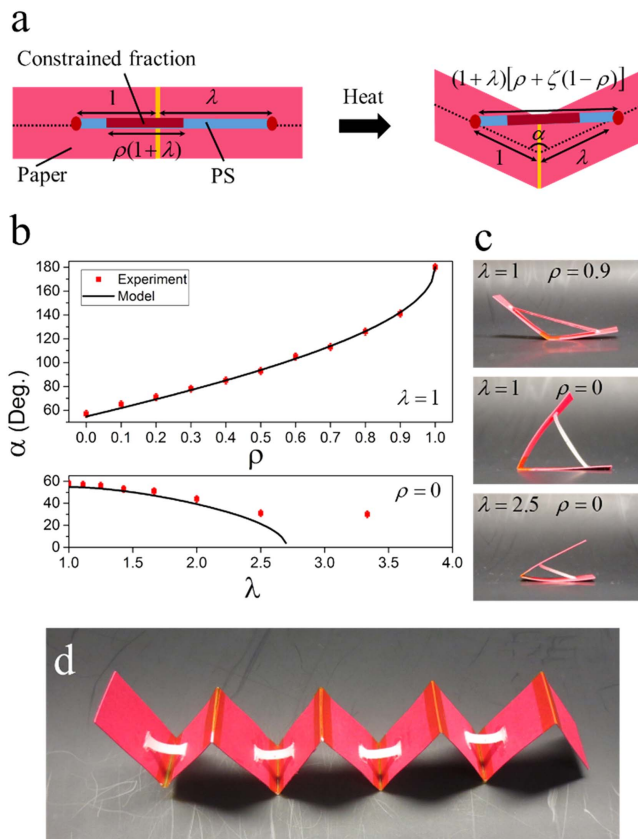 a
Constrained fraction
1 λ
ρ(1+λ)
Paper PS
Heat
(1+λ)[ρ+ζ(1−ρ)]
α
1 λ
b
180
160
140
120
100
80
60
Experiment
Model
λ=1
0.0 0.1 0.2 0.3 0.4 0.5 0.6 0.7 0.8 0.9 1.0
ρ
α (Deg.)
60
40
20
0
ρ=0
1.0 1.5 2.0 2.5 3.0 3.5 4.0
λ
c
λ=1 ρ=0.9
λ=1 ρ=0
λ=2.5 ρ=0
d